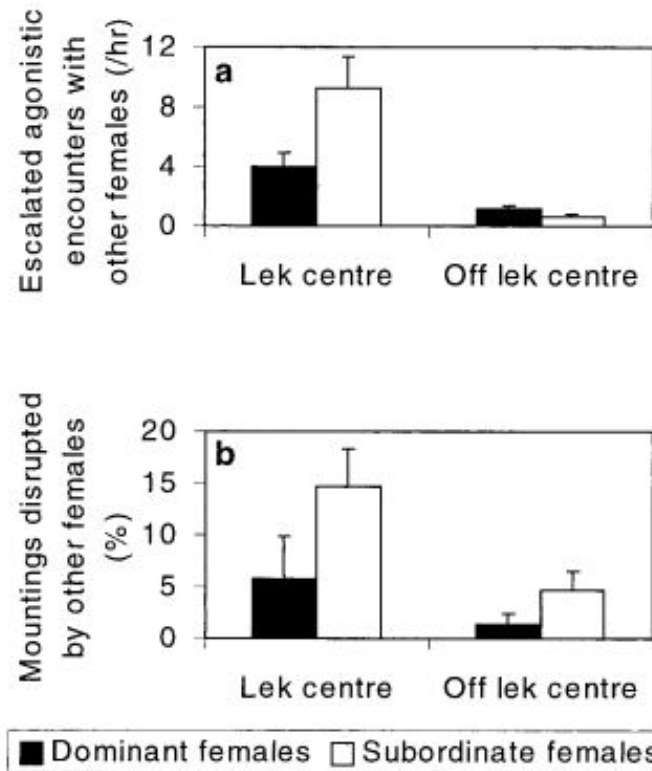 Escalated agonistic
encounters with
other females (/hr)
a
12
8
4
0
Lek centre Off lek centre
Mountings disrupted
by other females
(%)
b
20
15
10
5
0
Lek centre Off lek centre
Dominant females Subordinate females